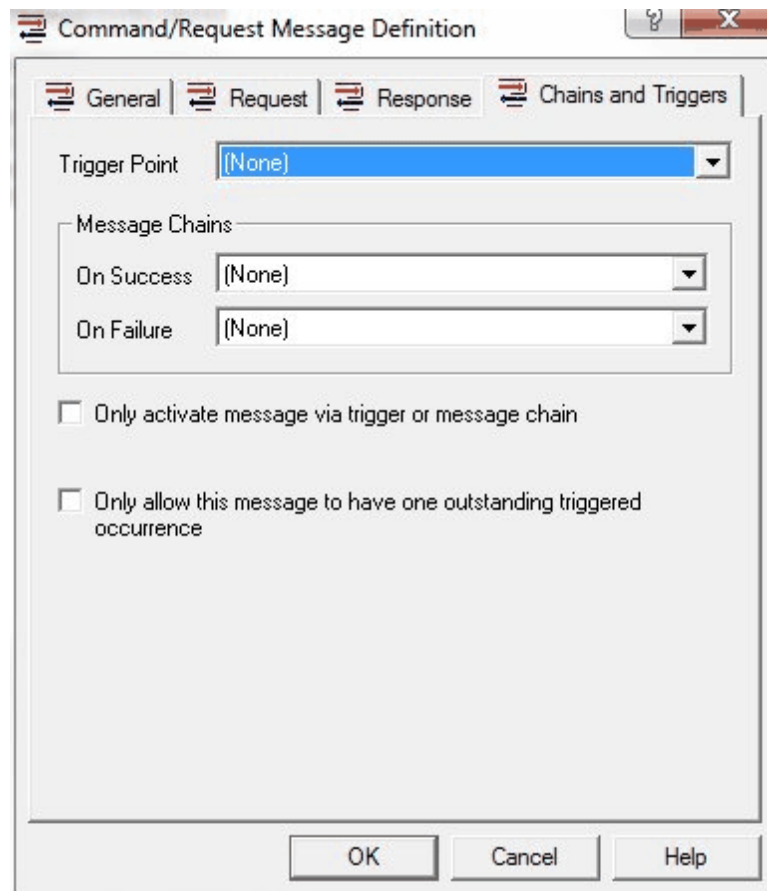 Command/Request Message Definition
General Request Response Chains and Triggers
Trigger Point (None)
Message Chains
On Success (None)
On Failure (None)
Only activate message via trigger or message chain
Only allow this message to have one outstanding triggered
occurrence
OK Cancel Help